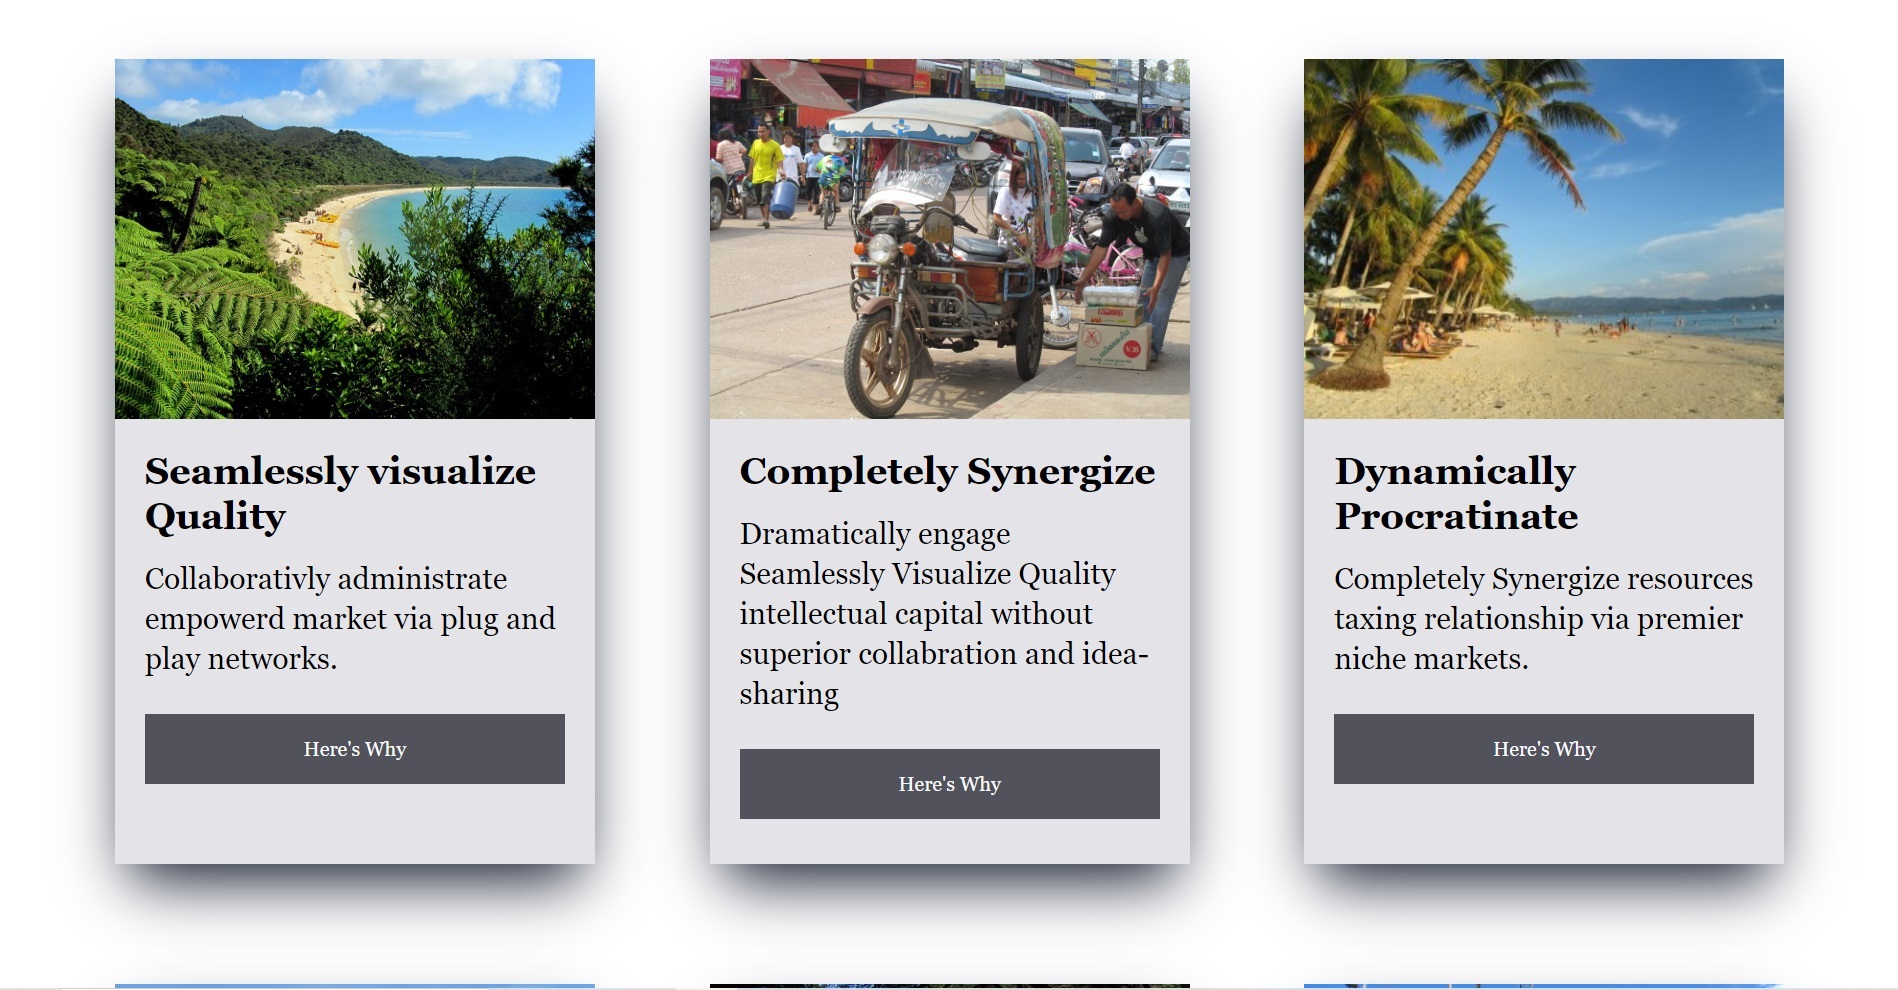 Seamlessly visualize
Quality
Collaborativly administrate
empowerd market via plug and
play networks.
Here's Why
Completely Synergize
Dramatically engage
Seamlessly Visualize Quality
intellectual capital without
superior collabration and idea-
sharing
Here's Why
Dynamically
Procratinate
Completely Synergize resources
taxing relationship via premier
niche markets.
Here's Why